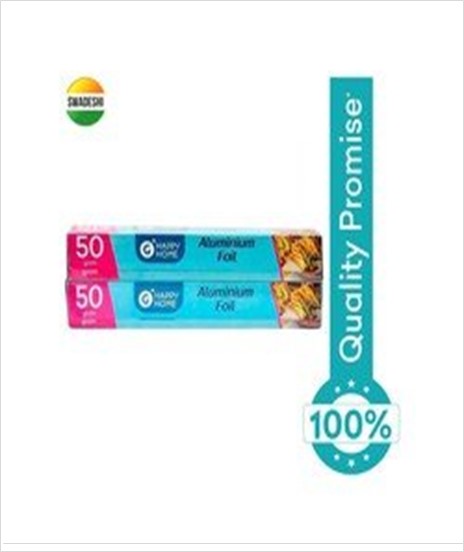 SWADESHI
Quality Promise*
50
G
HAPPY
HOME
Aluminium
Foil
50
G
HAPPY
HOME
Aluminium
Foil
100%